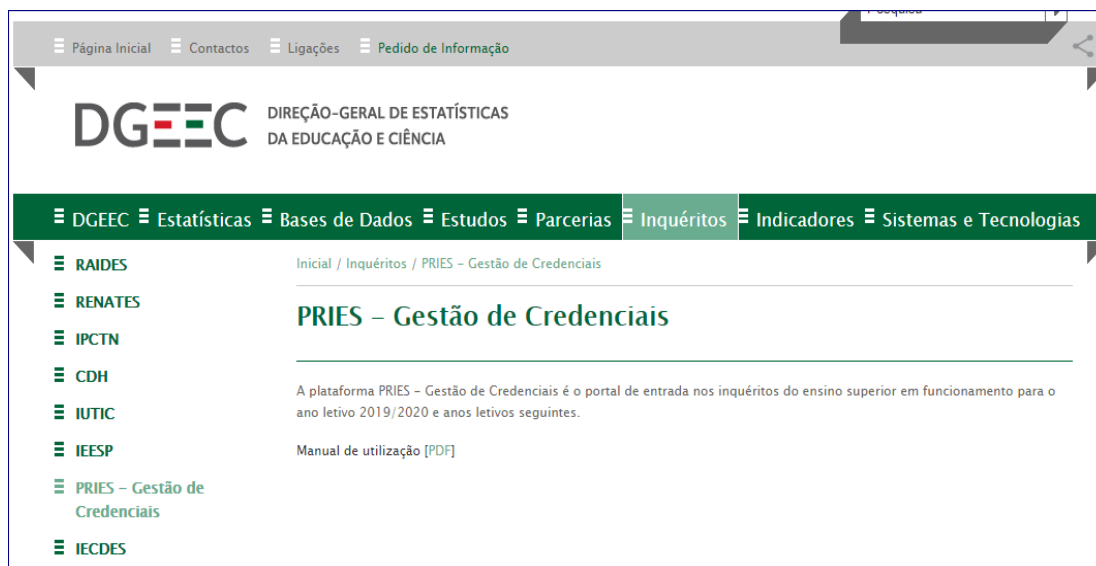 Página Inicial Contactos Ligações Pedido de Informação
DGEEC DIREÇÃO-GERAL DE ESTATÍSTICAS
DA EDUCAÇÃO E CIÊNCIA
DGEEC Estatísticas Bases de Dados Estudos Parcerias Inquéritos Indicadores Sistemas e Tecnologias
RAIDES
RENATES
IPCTN
CDH
IUTIC
IEESP
PRIES – Gestão de
Credenciais
IECDES
Inicial / Inquéritos / PRIES – Gestão de Credenciais
PRIES – Gestão de Credenciais
A plataforma PRIES – Gestão de Credenciais é o portal de entrada nos inquéritos do ensino superior em funcionamento para o
ano letivo 2019/2020 e anos letivos seguintes.
Manual de utilização [PDF]